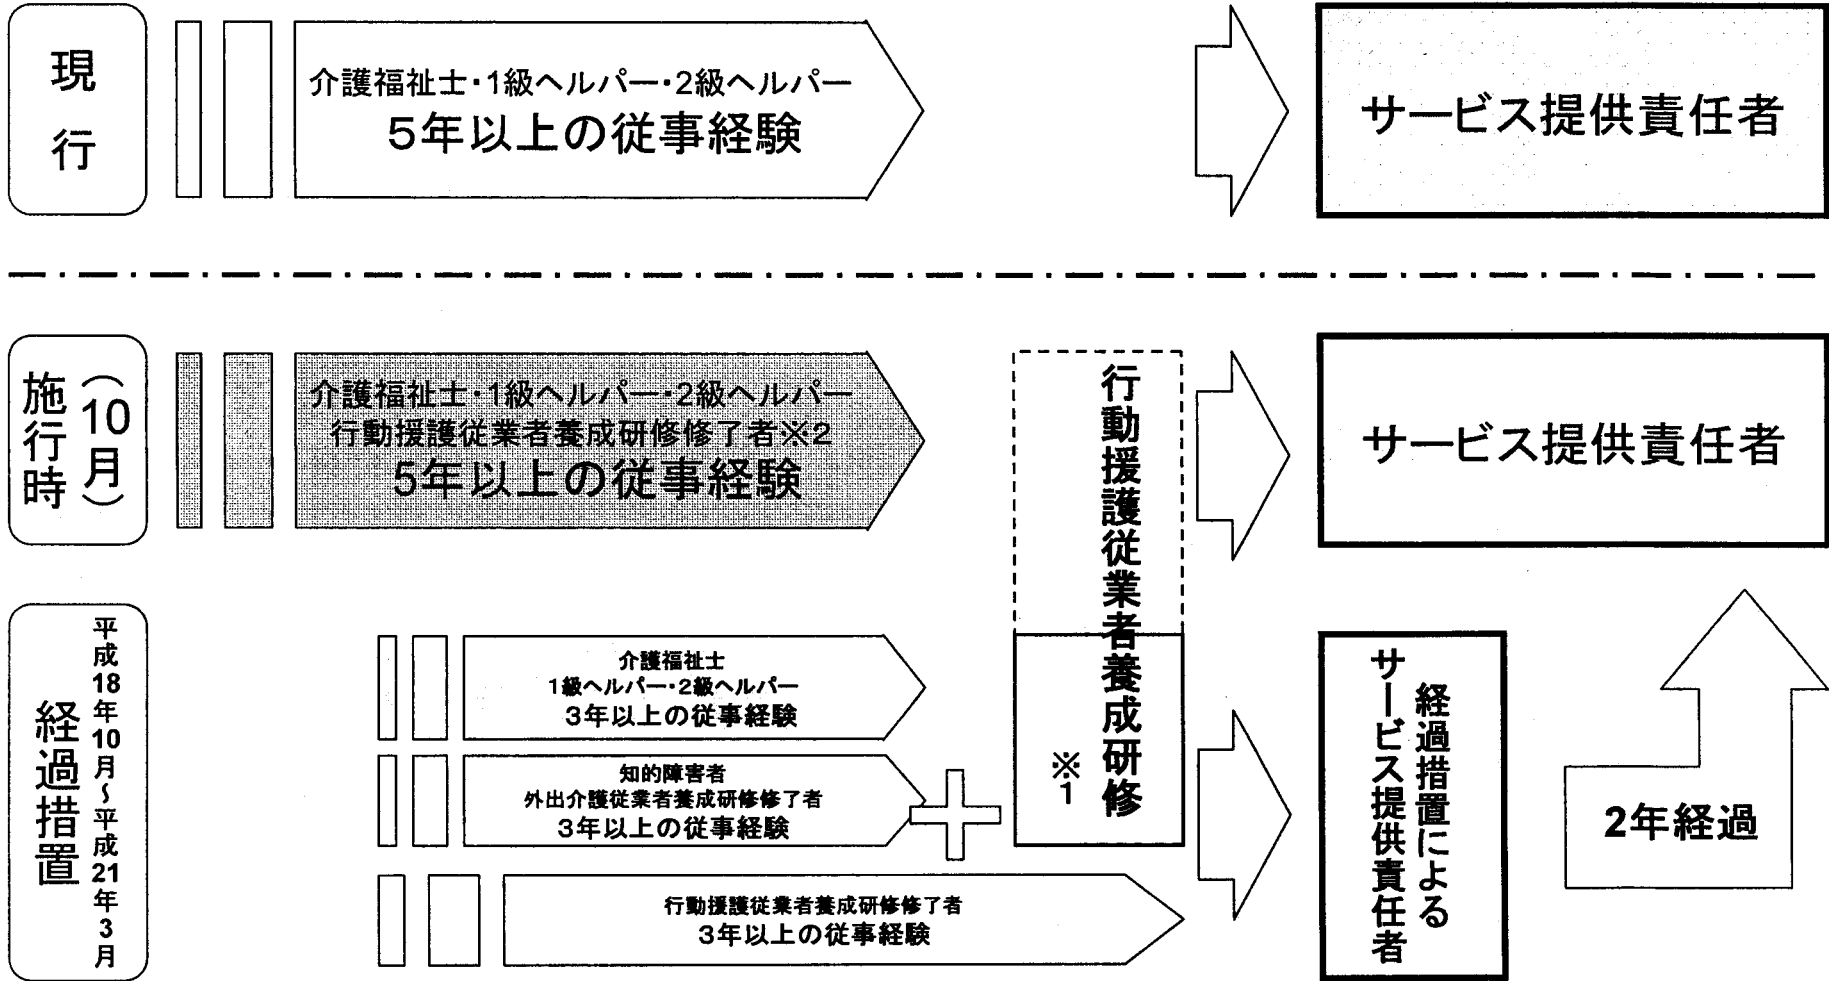 現行
介護福祉士・1級ヘルパー・2級ヘルパー
5年以上の従事経験
サービス提供責任者
施行時
(10月)
介護福祉士・1級ヘルパー・2級ヘルパー
行動援護従業者養成研修修了者※2
5年以上の従事経験
行動援護従業者養成研修
※1
サービス提供責任者
経過措置
平成18年10月~平成21年3月
介護福祉士
1級ヘルパー・2級ヘルパー
3年以上の従事経験
知的障害者
外出介護従業者養成研修修了者
3年以上の従事経験
行動援護従業者養成研修修了者
3年以上の従事経験
経過措置による
サービス提供責任者
2年経過